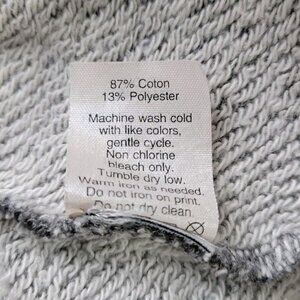 87% Coton
13% Polyester
Machine wash cold
with like colors,
gentle cycle.
Non chlorine
bleach only.
Tumble dry low.
Warm iron as needed.
Do not iron on print.
Do not dry clean.